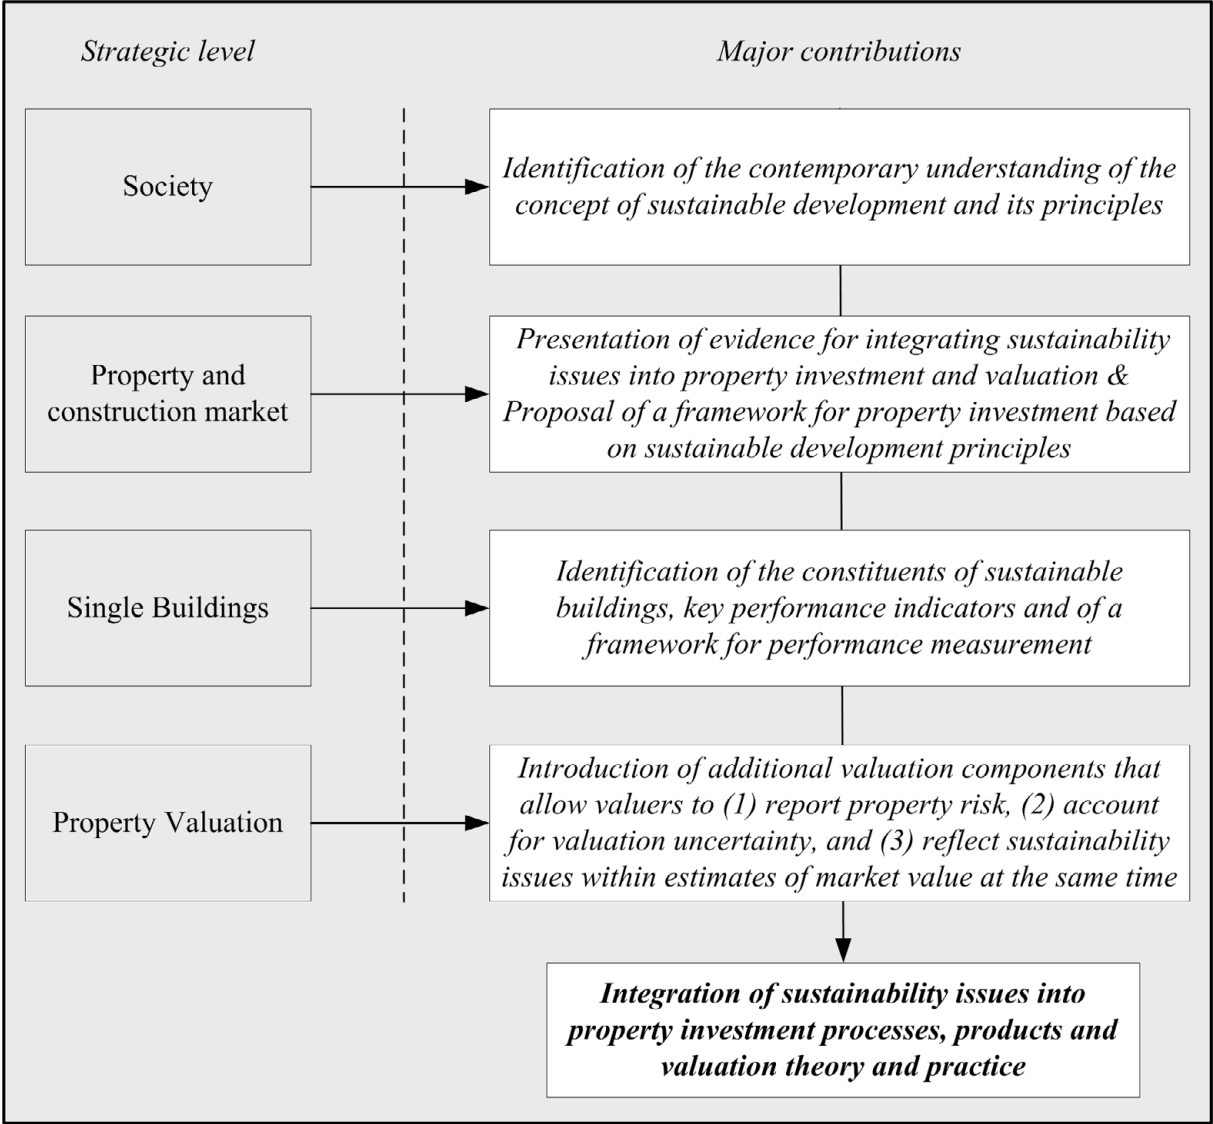 Strategic level
Major contributions
Society
Identification of the contemporary understanding of the
concept of sustainable development and its principles
Property and
construction market
Presentation of evidence for integrating sustainability
issues into property investment and valuation &
Proposal of a framework for property investment based
on sustainable development principles
Single Buildings
Identification of the constituents of sustainable
buildings, key performance indicators and of a
framework for performance measurement
Property Valuation
Introduction of additional valuation components that
allow valuers to (1) report property risk, (2) account
for valuation uncertainty, and (3) reflect sustainability
issues within estimates of market value at the same time
Integration of sustainability issues into
property investment processes, products and
valuation theory and practice